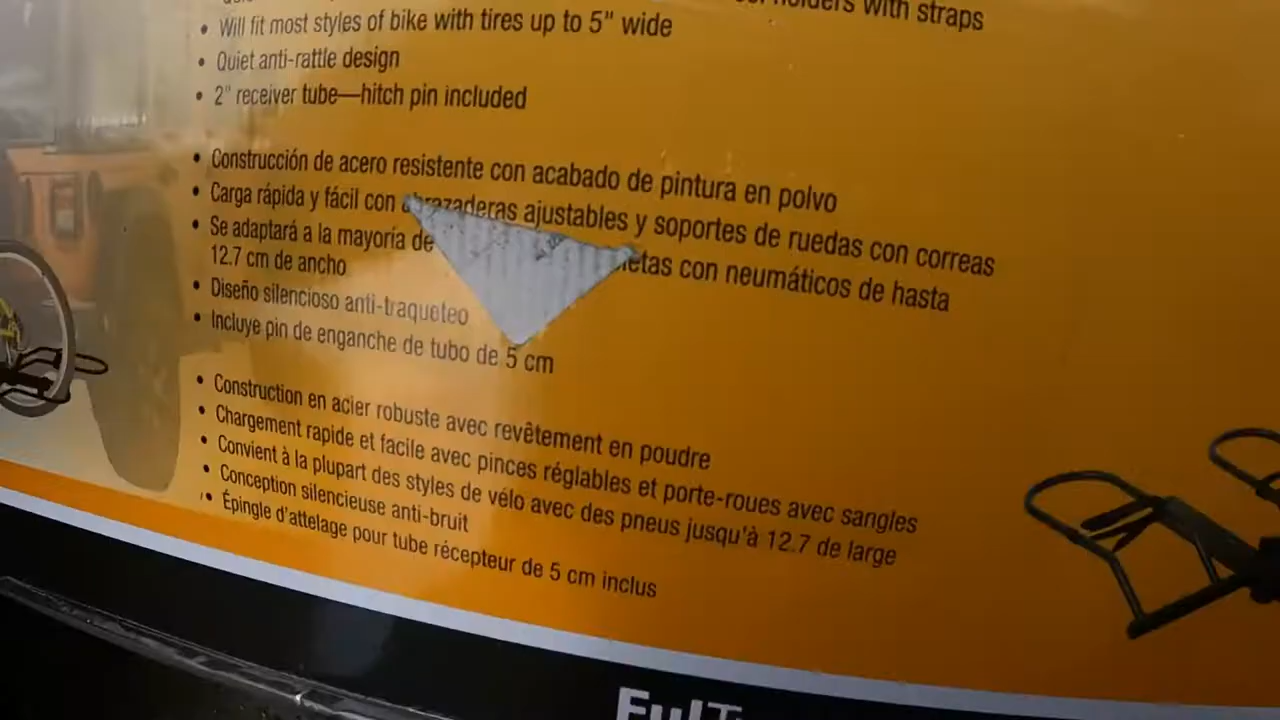 holders with straps
• Will fit most styles of bike with tires up to 5" wide
• Quiet anti-rattle design
• 2" receiver tube—hitch pin included
• Construcción de acero resistente con acabado de pintura en polvo
• Carga rápida y fácil con abrazaderas ajustables y soportes de ruedas con correas
• Se adaptará a la mayoría de con neumáticos de hasta
12.7 cm de ancho
• Diseño silencioso anti-traqueteo
• Incluye pin de enganche de tubo de 5 cm
• Construction en acier robuste avec revêtement en poudre
• Chargement rapide et facile avec pinces réglables et porte-roues avec sangles
• Convient à la plupart des styles de vélo avec des pneus jusqu'à 12.7 de large
• Conception silencieuse anti-bruit
• Épingle d'attelage pour tube récepteur de 5 cm inclus